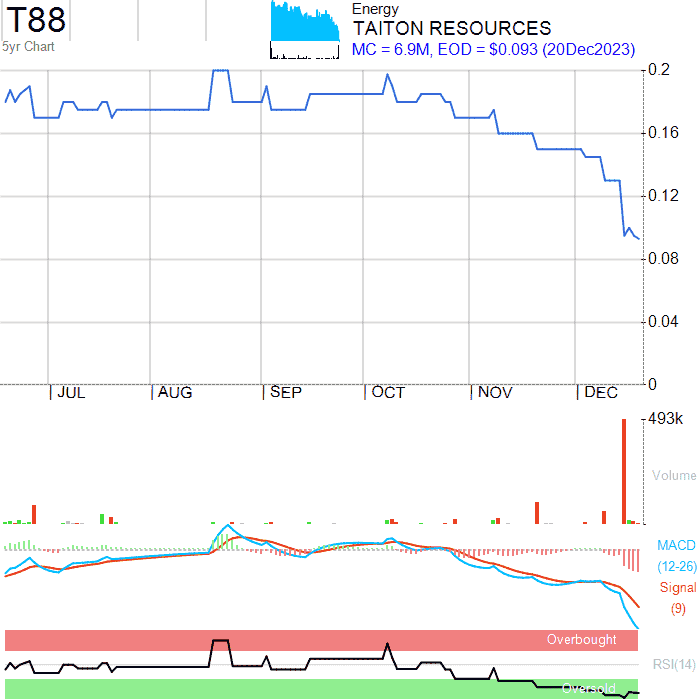 T88
5yr Chart
Energy
TAITON RESOURCES
MC = 6.9M, EOD = $0.093 (20Dec2023)
0.2
0.16
0.12
0.08
0.04
0
JUL AUG SEP OCT NOV DEC
493k
Volume
MACD
(12-26)
Signal
(9)
Overbought
RSI(14)
Oversold